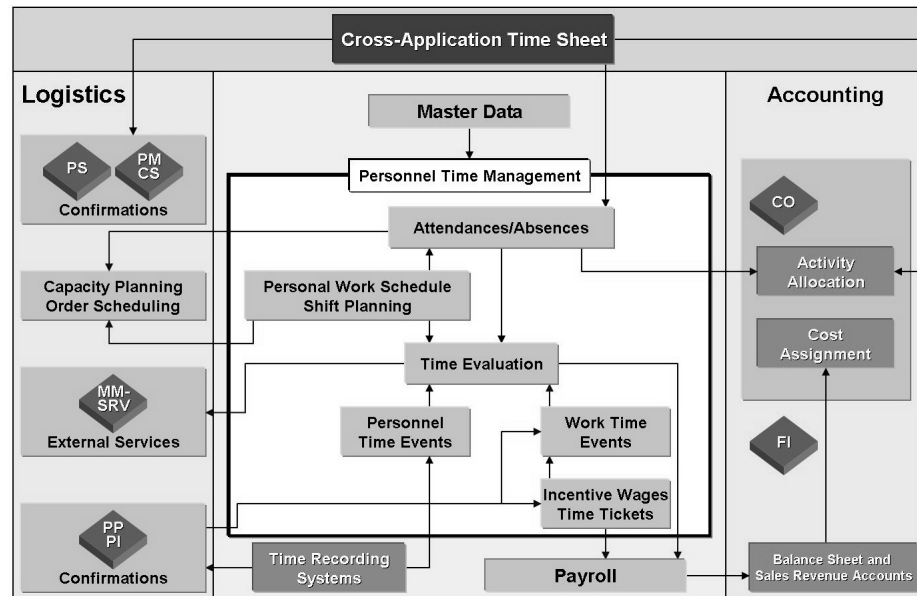 Cross-Application Time Sheet
Logistics
Accounting
Master Data
PS
PM
CS
Confirmations
Personnel Time Management
CO
Attendances/Absences
Activity
Allocation
Capacity Planning
Order Scheduling
Personal Work Schedule
Shift Planning
Cost
Assignment
Time Evaluation
MM-
SRV
External Services
Personnel
Time Events
Work Time
Events
FI
Incentive Wages
Time Tickets
PP
PI
Confirmations
Time Recording
Systems
Payroll
Balance Sheet and
Sales Revenue Accounts